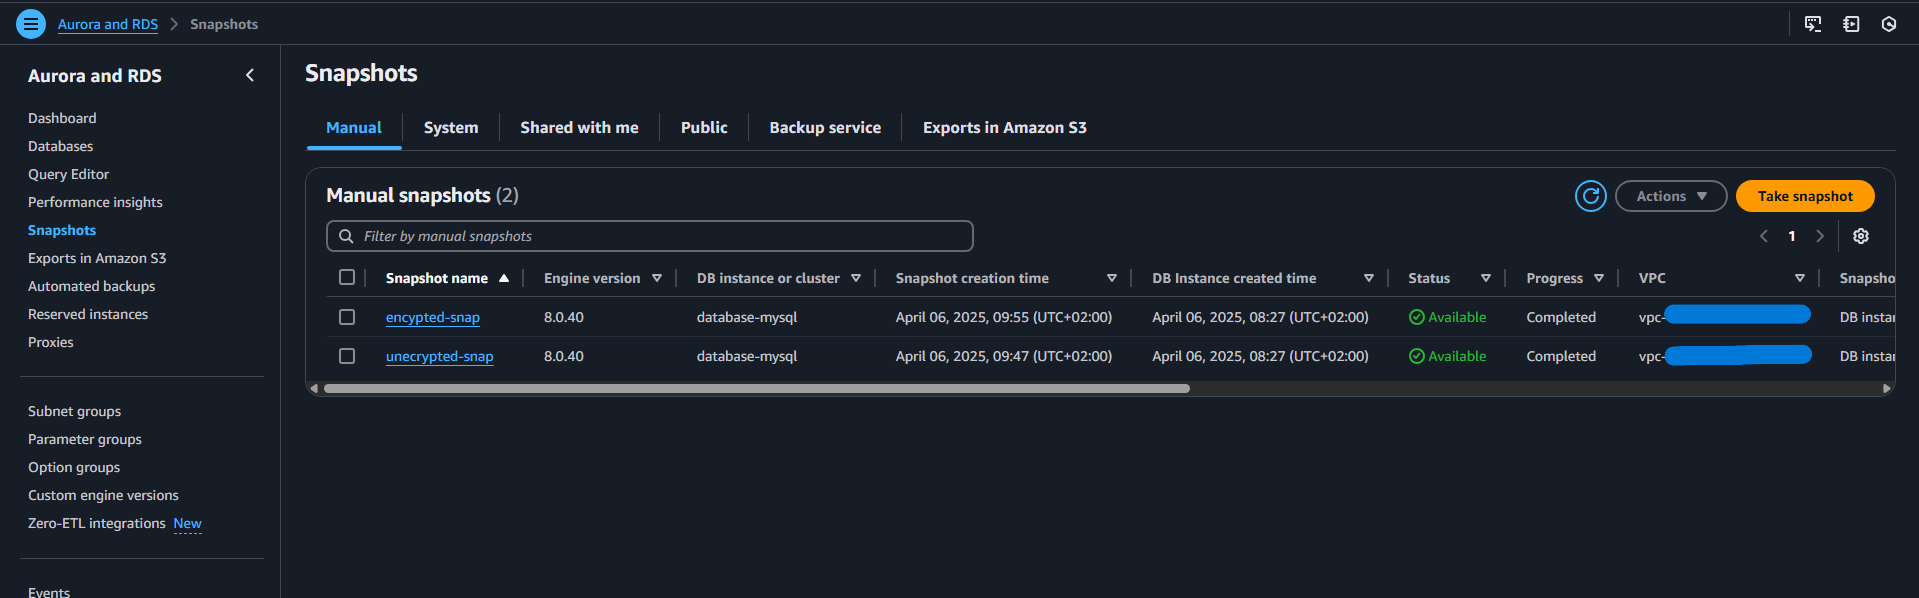 Aurora and RDS > Snapshots
Aurora and RDS
Dashboard
Databases
Query Editor
Performance insights
Snapshots
Exports in Amazon S3
Automated backups
Reserved instances
Proxies
Subnet groups
Parameter groups
Option groups
Custom engine versions
Zero-ETL integrations New
Events
Snapshots
Manual System Shared with me Public Backup service Exports in Amazon S3
Manual snapshots (2)
Actions Take snapshot
Filter by manual snapshots
1
Snapshot name Engine version DB instance or cluster Snapshot creation time DB Instance created time Status Progress VPC Snapsho
encypted-snap 8.0.40 database-mysql April 06, 2025, 09:55 (UTC+02:00) April 06, 2025, 08:27 (UTC+02:00) Available Completed vpc- DB instan
unecrypted-snap 8.0.40 database-mysql April 06, 2025, 09:47 (UTC+02:00) April 06, 2025, 08:27 (UTC+02:00) Available Completed vpc- DB instan